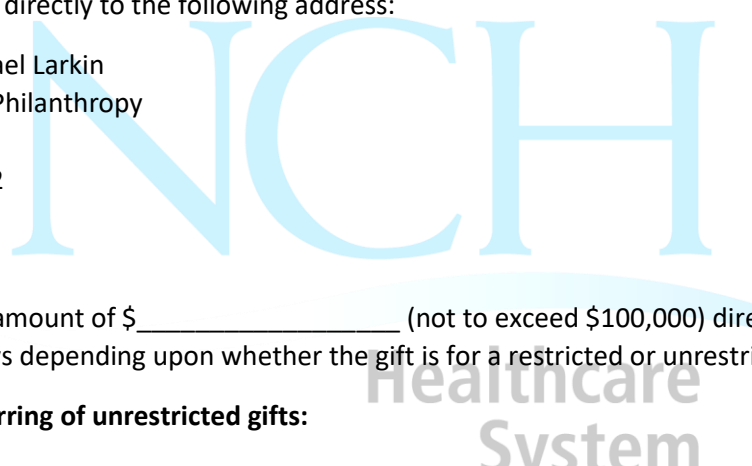 directly to the following address:
ael Larkin
Philanthropy
2
NCH
amount of $__________________ (not to exceed $100,000) dire
s depending upon whether the gift is for a restricted or unrestri
Healthcare
rring of unrestricted gifts:
System